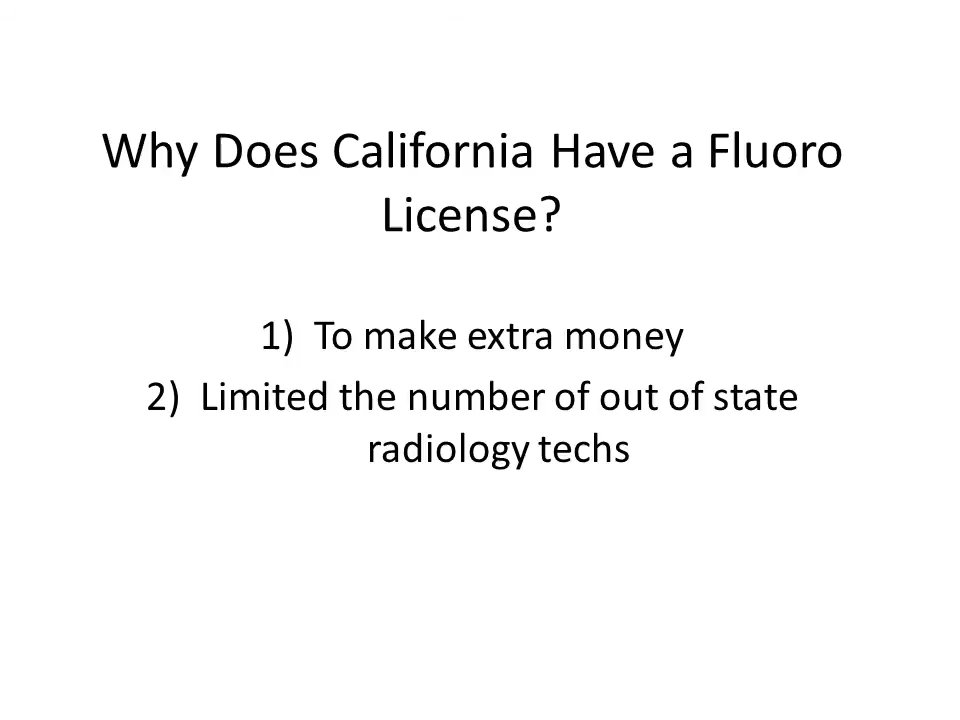 Why Does California Have a Fluoro
License?
1) To make extra money
2) Limited the number of out of state
radiology techs